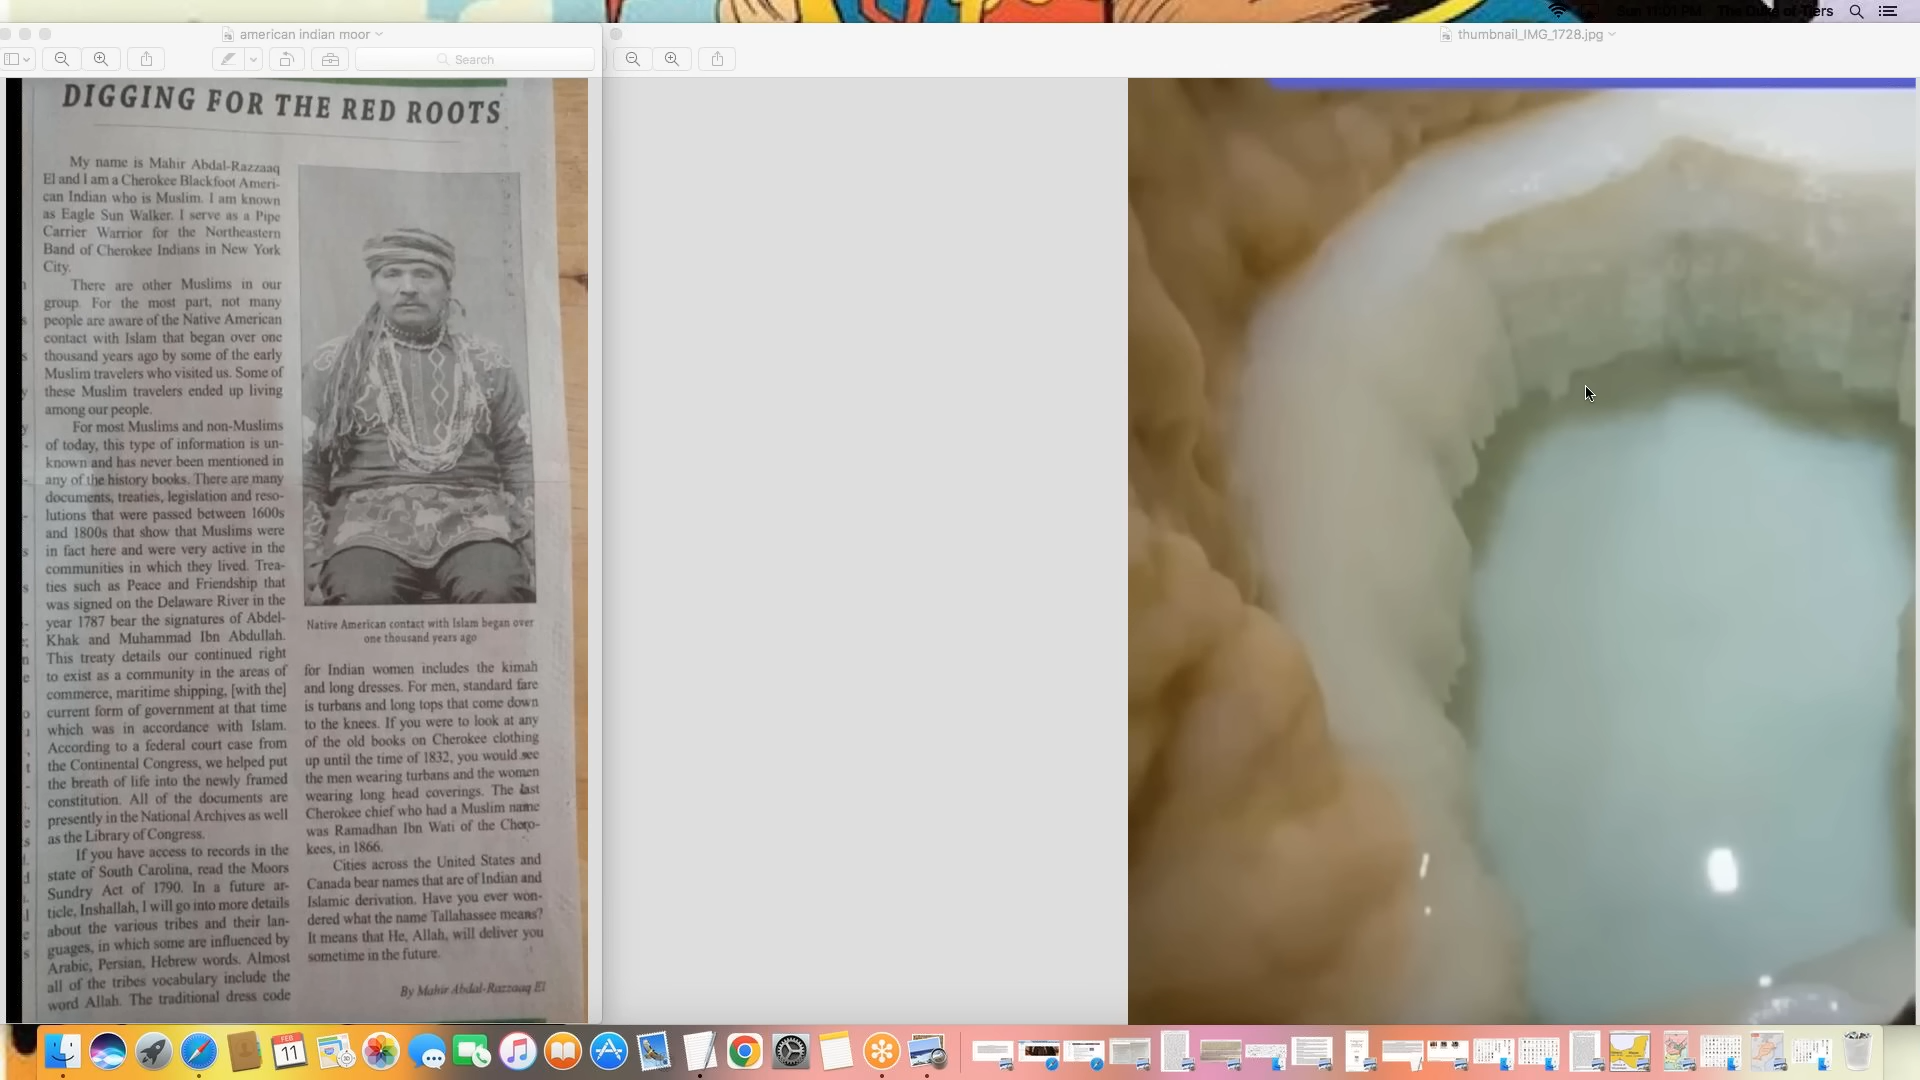 Sun 11:01 PM The Duke of Tiers
american indian moor
thumbnail_IMG_1728.jpg
Search
DIGGING FOR THE RED ROOTS
My name is Mahir Abdal-Razzaaq
El and I am a Cherokee Blackfoot Ameri-
can Indian who is Muslim. I am known
as Eagle Sun Walker. I serve as a Pipe
Carrier Warrior for the Northeastern
Band of Cherokee Indians in New York
City.
There are other Muslims in our
group. For the most part, not many
people are aware of the Native American
contact with Islam that began over one
thousand years ago by some of the early
Muslim travelers who visited us. Some of
these Muslim travelers ended up living
among our people.
For most Muslims and non-Muslims
of today, this type of information is un-
known and has never been mentioned in
any of the history books. There are many
documents, treaties, legislation and reso-
lutions that were passed between 1600s
and 1800s that show that Muslims were
in fact here and were very active in the
communities in which they lived. Trea-
ties such as Peace and Friendship that
was signed on the Delaware River in the
year 1787 bear the signatures of Abdel-
Khak and Muhammad Ibn Abdullah.
This treaty details our continued right
to exist as a community in the areas of
commerce, maritime shipping, [with the]
current form of government at that time
which was in accordance with Islam.
According to a federal court case from
the Continental Congress, we helped put
the breath of life into the newly framed
constitution. All of the documents are
presently in the National Archives as well
as the Library of Congress.
If you have access to records in the
state of South Carolina, read the Moors
Sundry Act of 1790. In a future ar-
ticle, Inshallah, I will go into more details
about the various tribes and their lan-
guages, in which some are influenced by
Arabic, Persian, Hebrew words. Almost
all of the tribes vocabulary include the
word Allah. The traditional dress code
Native American contact with Islam began over
one thousand years ago
for Indian women includes the kimah
and long dresses. For men, standard fare
is turbans and long tops that come down
to the knees. If you were to look at any
of the old books on Cherokee clothing
up until the time of 1832, you would see
the men wearing turbans and the women
wearing long head coverings. The last
Cherokee chief who had a Muslim name
was Ramadhan Ibn Wati of the Chero-
kees, in 1866.
Cities across the United States and
Canada bear names that are of Indian and
Islamic derivation. Have you ever won-
dered what the name Tallahassee means?
It means that He, Allah, will deliver you
sometime in the future.
By Mahir Abdal-Razzaaq El
FEB
11